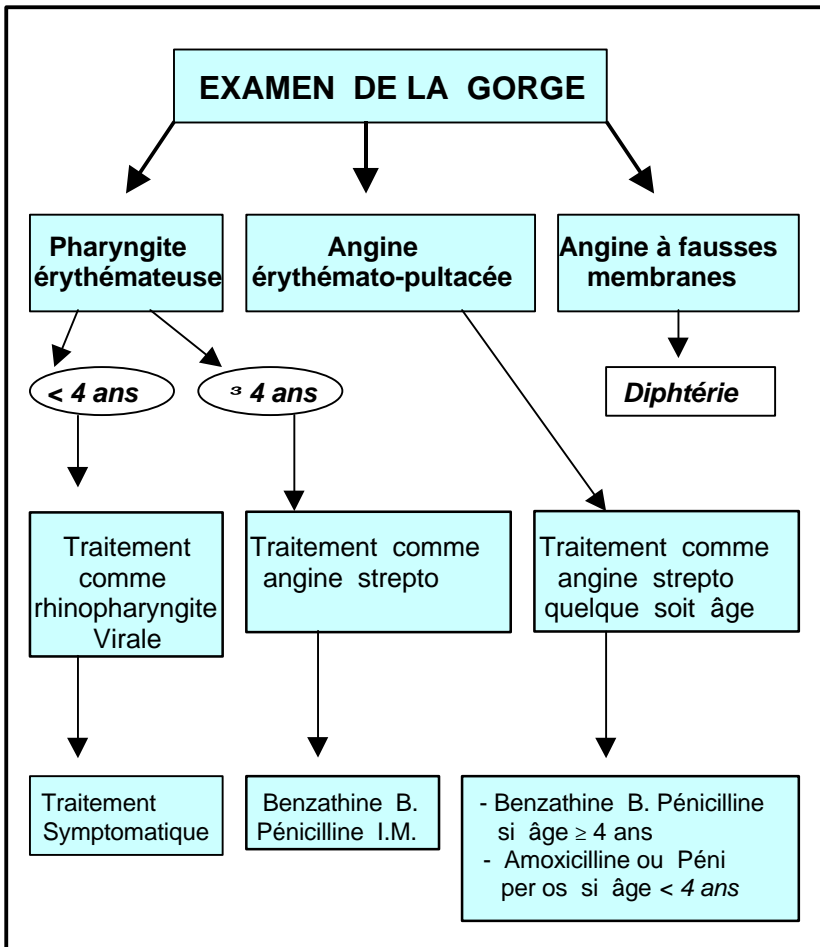 EXAMEN DE LA GORGE
Pharyngite
érythémateuse
Angine
érythémato-pultacée
Angine à fausses
membranes
< 4 ans
³ 4 ans
Diphtérie
Traitement
comme
rhinopharyngite
Virale
Traitement comme
angine strepto
Traitement comme
angine strepto
quelque soit âge
Traitement
Symptomatique
Benzathine B.
Pénicilline I.M.
- Benzathine B. Pénicilline
si âge ≥ 4 ans
- Amoxicilline ou Péni
per os si âge < 4 ans